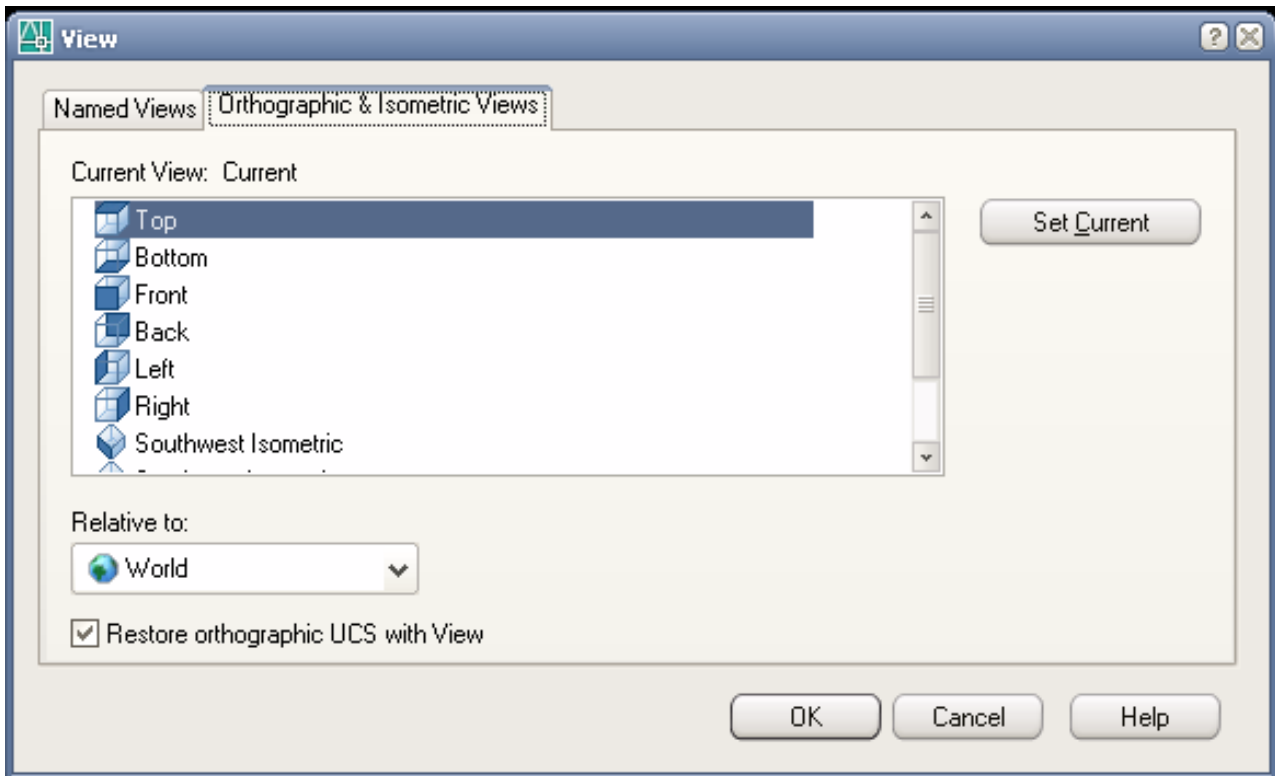 View
Named Views
Orthographic & Isometric Views
Current View: Current
Top
Bottom
Front
Back
Left
Right
Southwest Isometric
Set Current
Relative to:
World
Restore orthographic UCS with View
OK
Cancel
Help